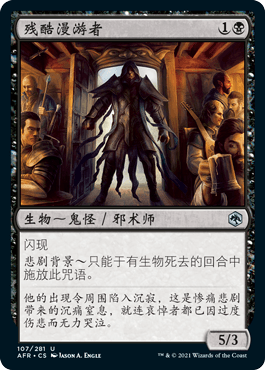 残酷漫游者 1
生物~鬼怪／邪术师
闪现
悲剧背景~只能于有生物死去的回合中
施放此咒语。
他的出现令周围陷入沉寂，这是惨痛悲剧
带来的沉痛窒息，就连哀悼者都已因过度
伤悲而无力哭泣。
5/3
107/281 U
AFR • CS JASON A. ENGLE
™ & © 2021 Wizards of the Coast